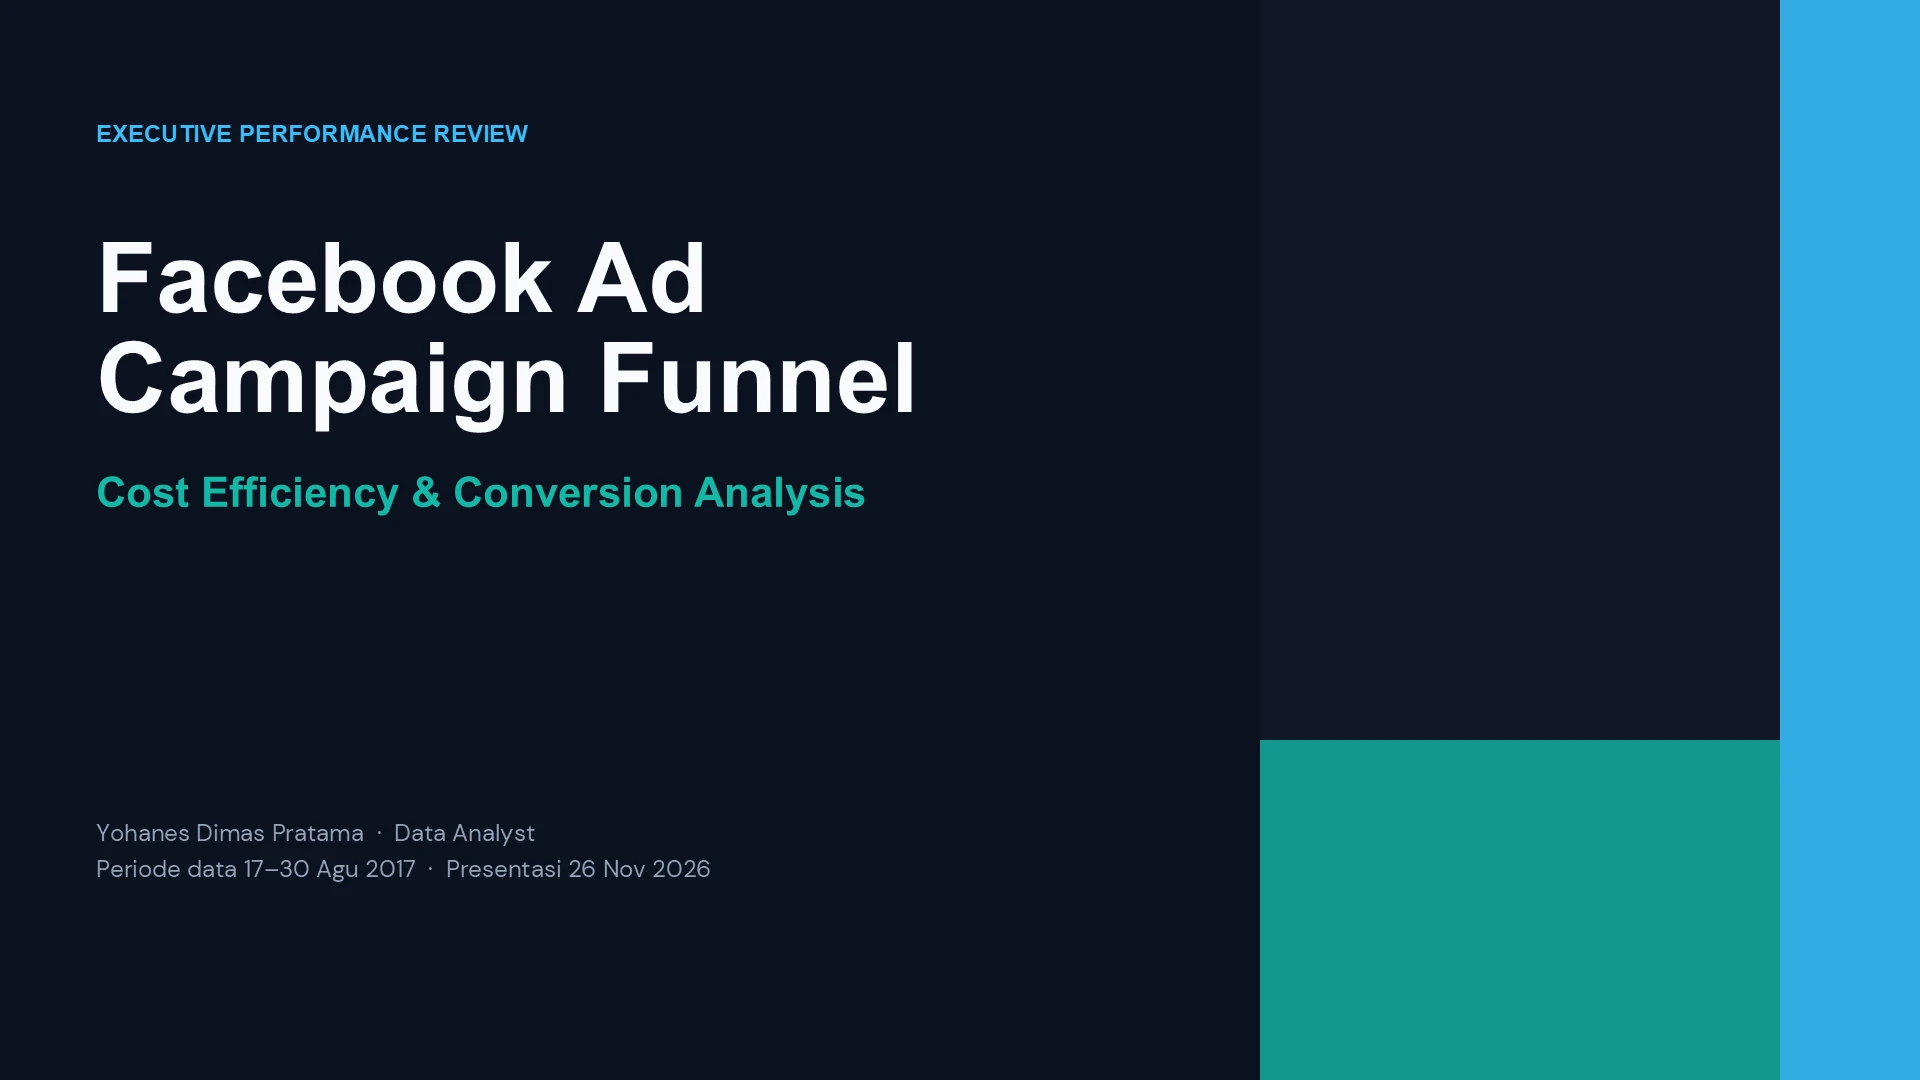 EXECUTIVE PERFORMANCE REVIEW
Facebook Ad
Campaign Funnel
Cost Efficiency & Conversion Analysis
Yohanes Dimas Pratama · Data Analyst
Periode data 17–30 Agu 2017 · Presentasi 26 Nov 2026